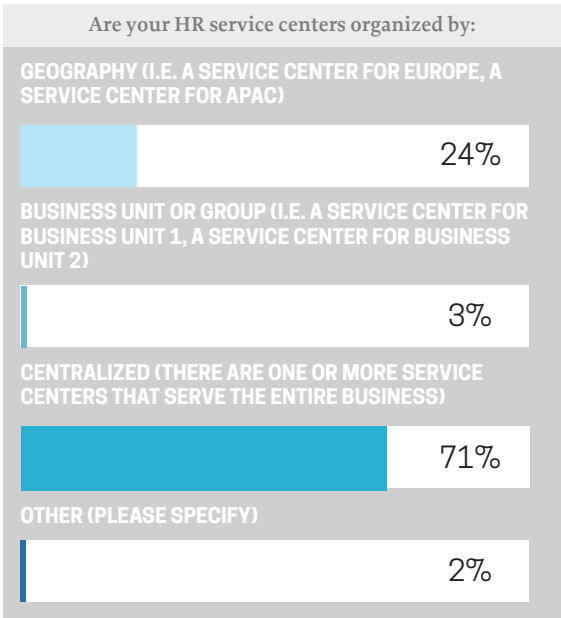 Are your HR service centers organized by:
GEOGRAPHY (I.E. A SERVICE CENTER FOR EUROPE, A
SERVICE CENTER FOR APAC)
24%
BUSINESS UNIT OR GROUP (I.E. A SERVICE CENTER FOR
BUSINESS UNIT 1, A SERVICE CENTER FOR BUSINESS
UNIT 2)
3%
CENTRALIZED (THERE ARE ONE OR MORE SERVICE
CENTERS THAT SERVE THE ENTIRE BUSINESS)
71%
OTHER (PLEASE SPECIFY)
2%